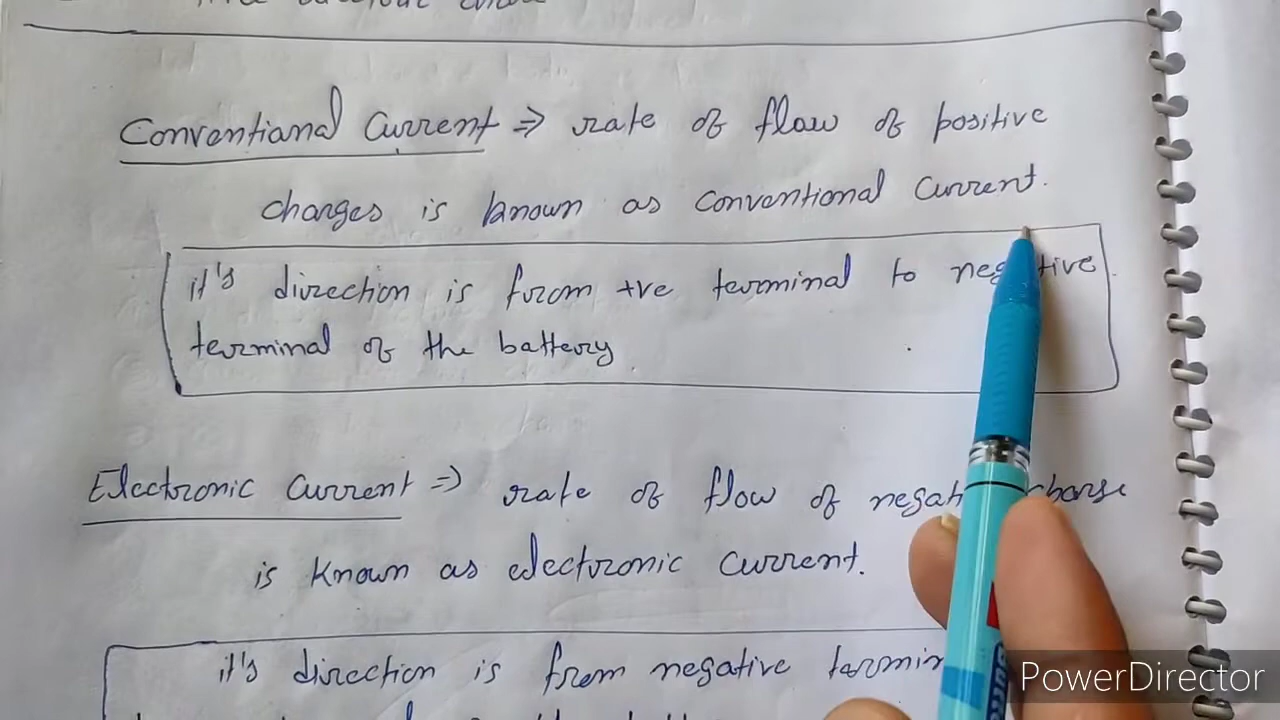 Conventianal Current ⇒ rate of flow of positive
charges is known as conventional current.
it's direction is from +ve terminal to negative
terminal of the battery.
Electronic Current ⇒ rate of flow of charge
is known as electronic current.
it's direction is from negative
PowerDirector